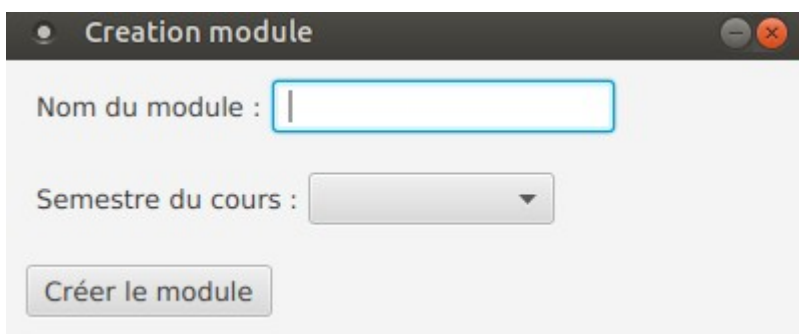 Creation module
Nom du module :
Semestre du cours :
Créer le module